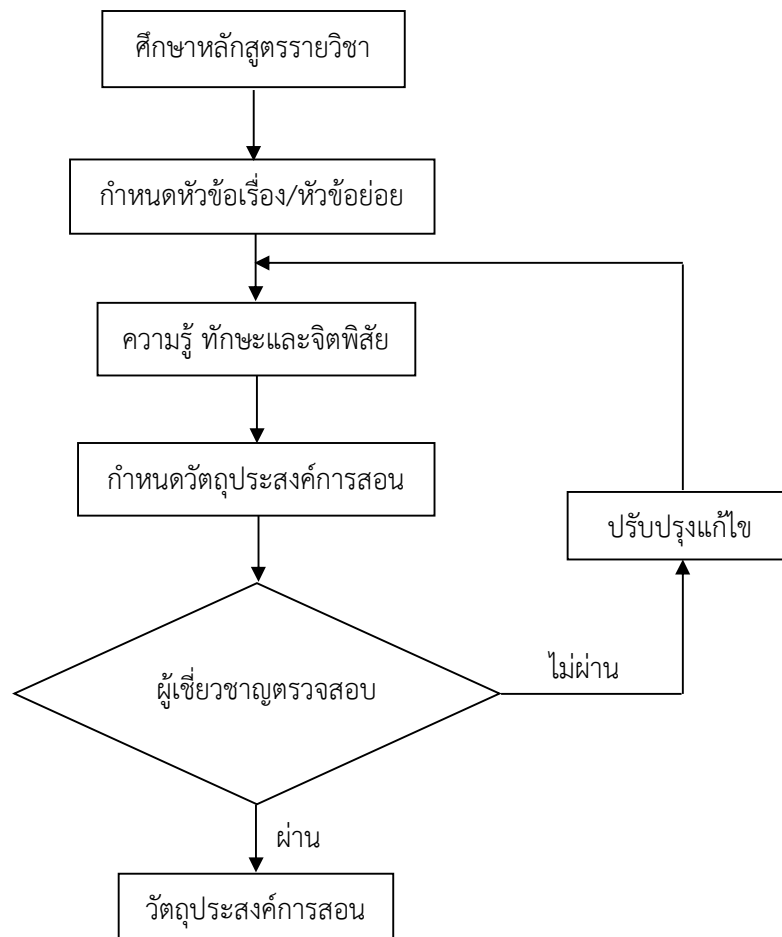 ศึกษาหลักสูตรรายวิชา
กำหนดหัวข้อเรื่อง/หัวข้อย่อย
ความรู้ ทักษะและจิตพิสัย
กำหนดวัตถุประสงค์การสอน
ปรับปรุงแก้ไข
ไม่ผ่าน
ผู้เชี่ยวชาญตรวจสอบ
ผ่าน
วัตถุประสงค์การสอน